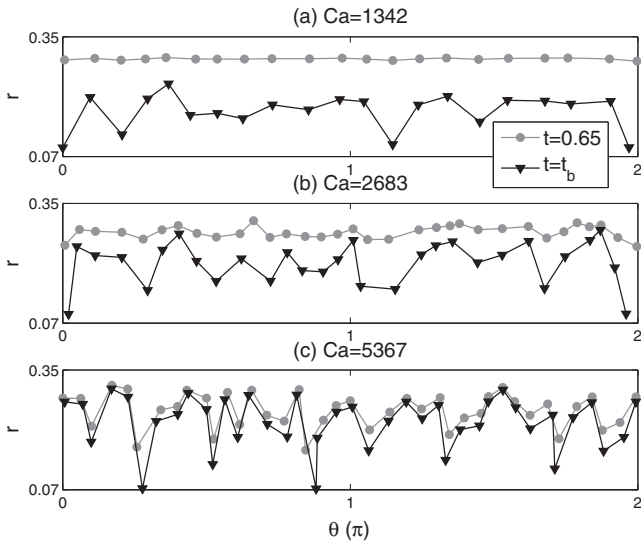 (a) Ca=1342
0.35
r
0.07
0
1
2
t=0.65
t=t_b
(b) Ca=2683
0.35
r
0.07
0
1
2
(c) Ca=5367
0.35
r
0.07
0
1
2
θ (π)